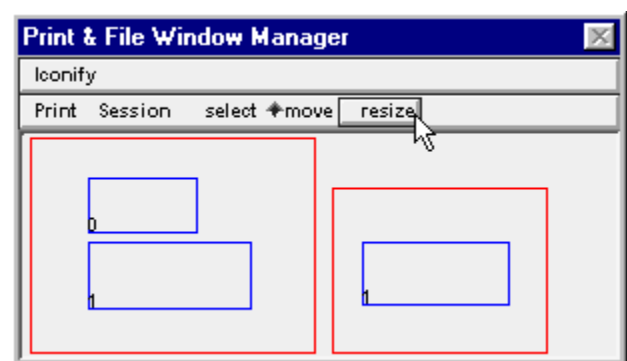 Print & File Window Manager
Iconify
Print Session select move resize
0
1
1